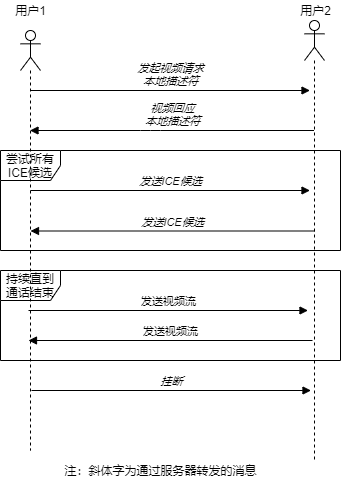 用户1
用户2
发起视频请求
本地描述符
视频回应
本地描述符
尝试所有
ICE候选
发送ICE候选
发送ICE候选
持续直到
通话结束
发送视频流
发送视频流
挂断
注：斜体字为通过服务器转发的消息